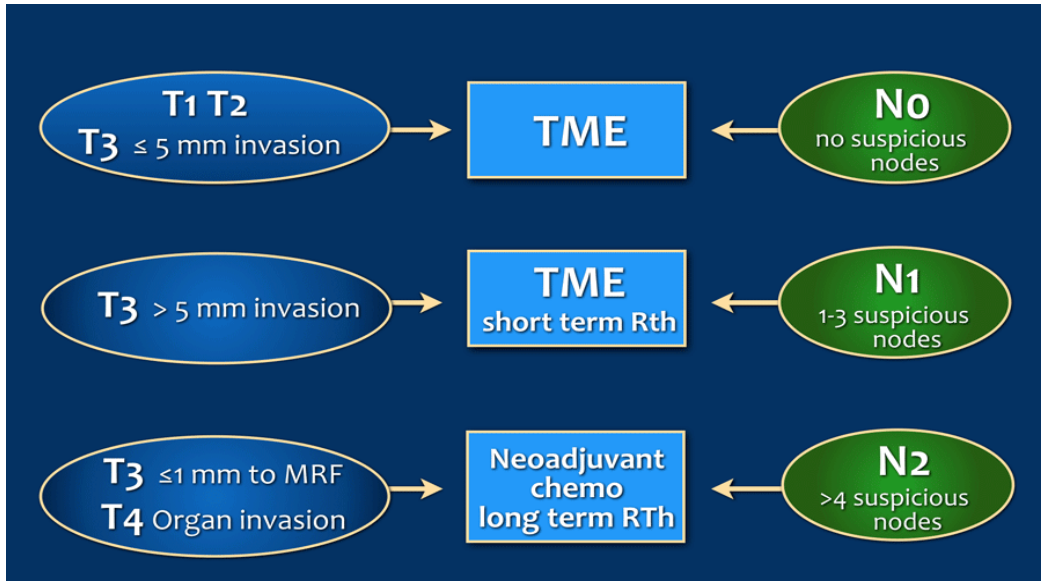 T1 T2
T3 ≤ 5 mm invasion
TME
N0
no suspicious
nodes
T3 > 5 mm invasion
TME
short term Rth
N1
1-3 suspicious
nodes
T3 ≤1 mm to MRF
T4 Organ invasion
Neoadjuvant
chemo
long term RTh
N2
>4 suspicious
nodes